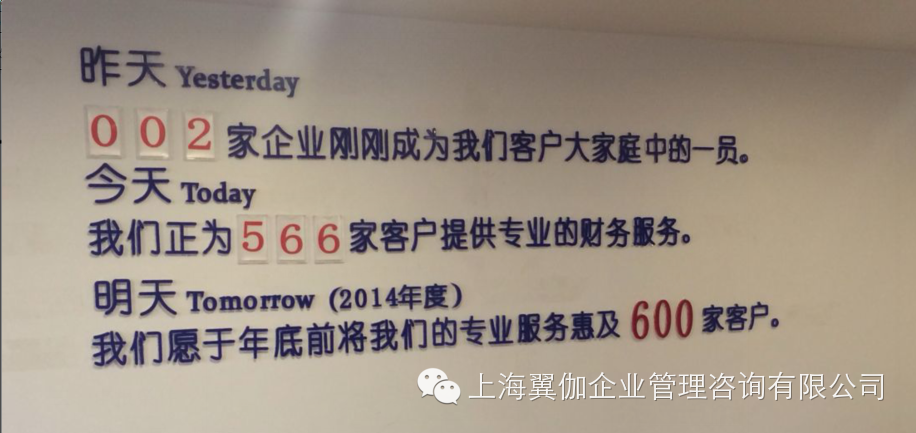 昨天 Yesterday
002家企业刚刚成为我们客户大家庭中的一员。
今天 Today
我们正为566家客户提供专业的财务服务。
明天 Tomorrow (2014年度)
我们愿于年底前将我们的专业服务惠及600家客户。
上海翼伽企业管理咨询有限公司